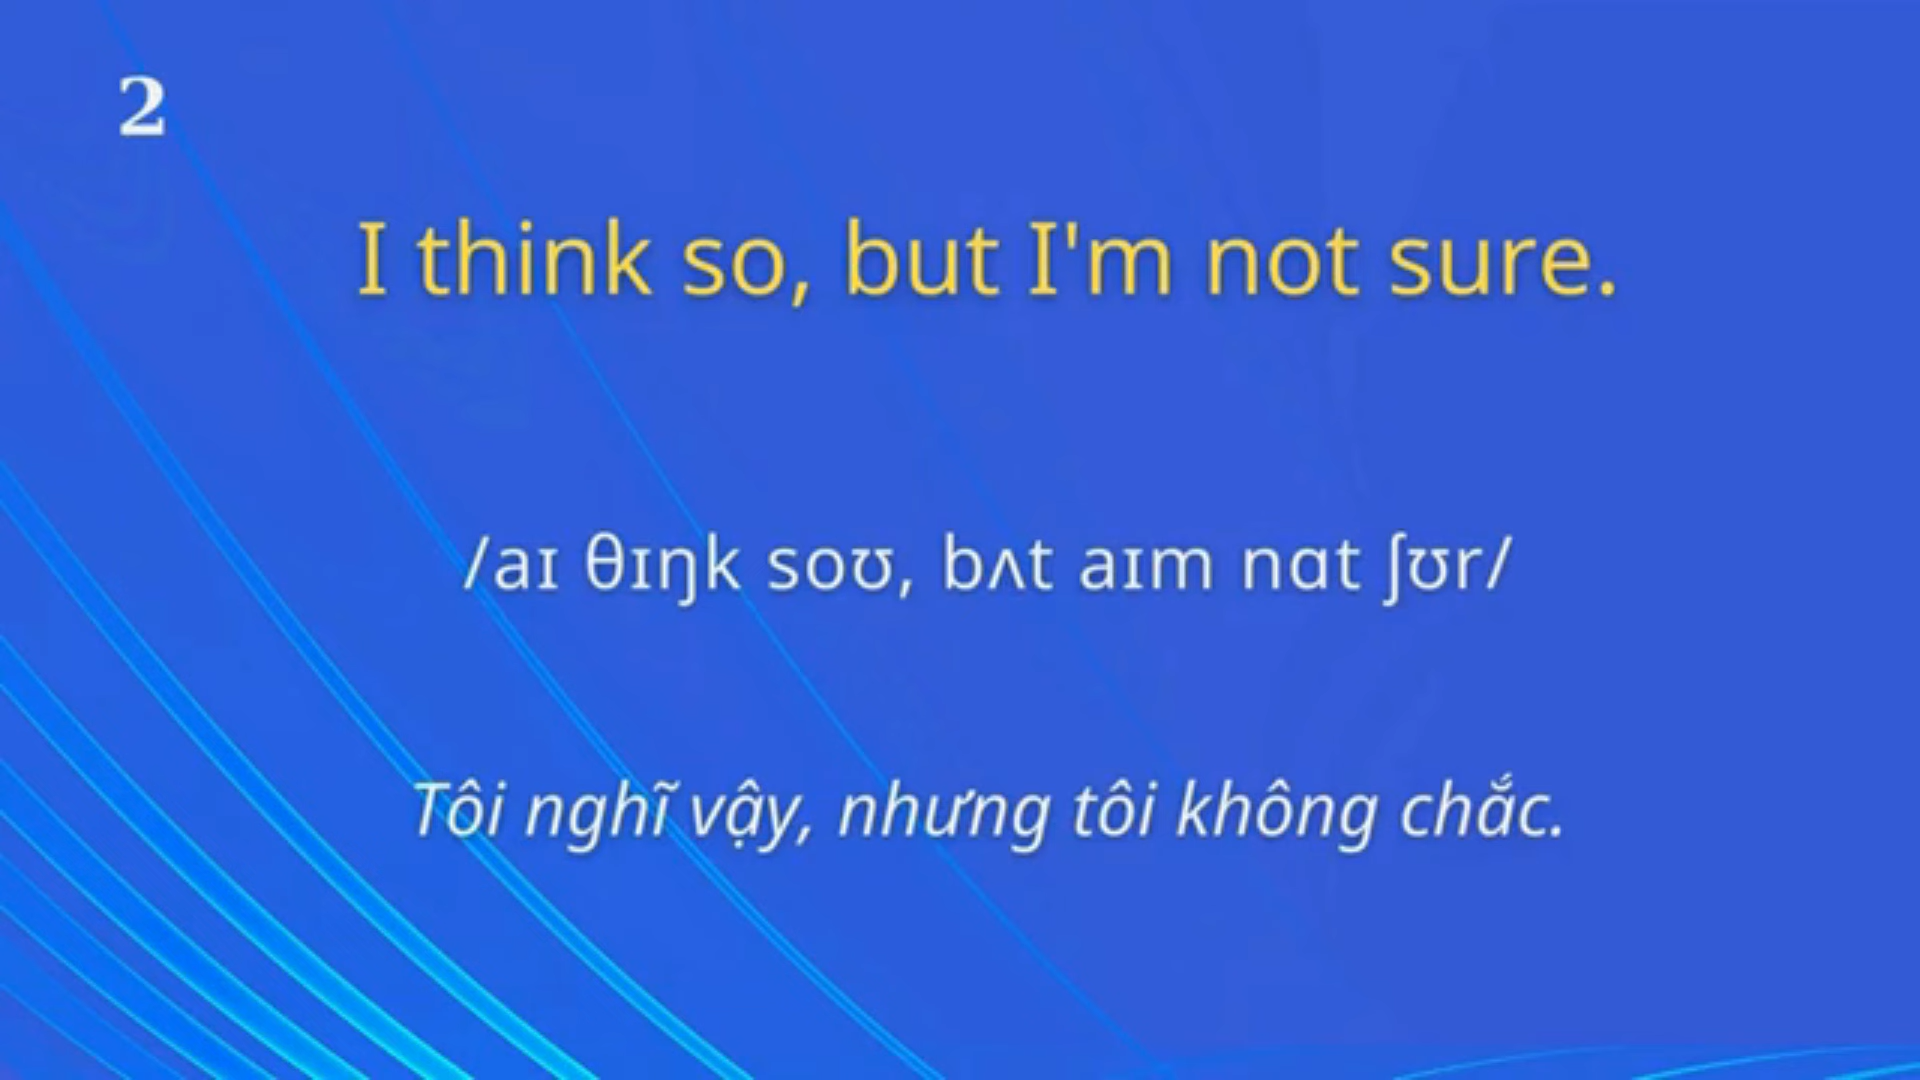 2
I think so, but I'm not sure.
/aɪ θɪŋk soʊ, bʌt aɪm nɑt ʃʊr/
Tôi nghĩ vậy, nhưng tôi không chắc.